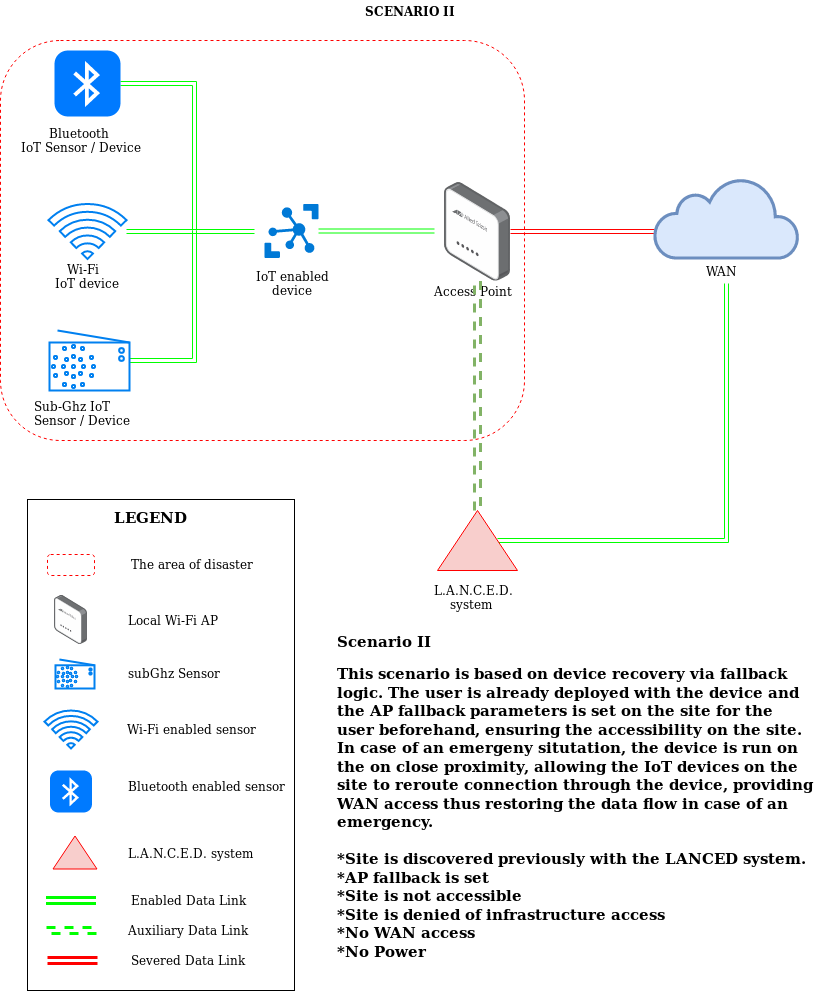 SCENARIO II
Bluetooth
IoT Sensor / Device
Wi-Fi
IoT device
IoT enabled
device
Access Point
WAN
Sub-Ghz IoT
Sensor / Device
L.A.N.C.E.D.
system
LEGEND
The area of disaster
Local Wi-Fi AP
subGhz Sensor
Wi-Fi enabled sensor
Bluetooth enabled sensor
L.A.N.C.E.D. system
Enabled Data Link
Auxiliary Data Link
Severed Data Link
Scenario II
This scenario is based on device recovery via fallback
logic. The user is already deployed with the device and
the AP fallback parameters is set on the site for the
user beforehand, ensuring the accessibility on the site.
In case of an emergeny situtation, the device is run on
the on close proximity, allowing the IoT devices on the
site to reroute connection through the device, providing
WAN access thus restoring the data flow in case of an
emergency.
*Site is discovered previously with the LANCED system.
*AP fallback is set
*Site is not accessible
*Site is denied of infrastructure access
*No WAN access
*No Power